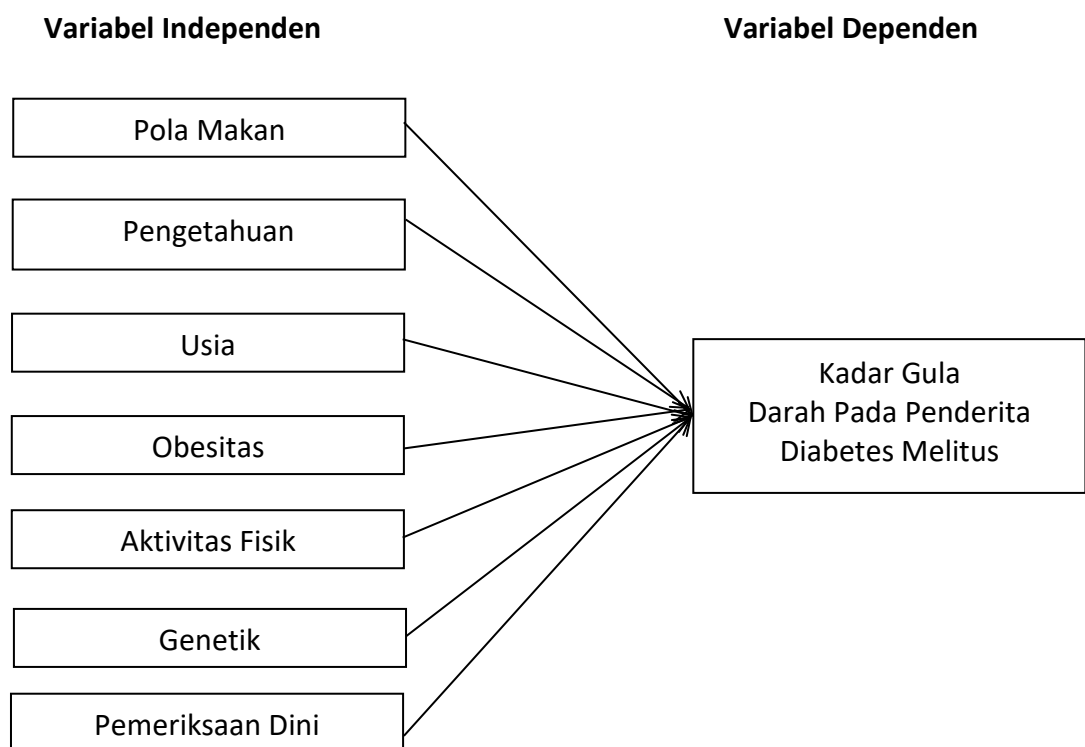 Variabel Independen
Variabel Dependen
Pola Makan
Pengetahuan
Usia
Obesitas
Aktivitas Fisik
Genetik
Pemeriksaan Dini
Kadar Gula
Darah Pada Penderita
Diabetes Melitus